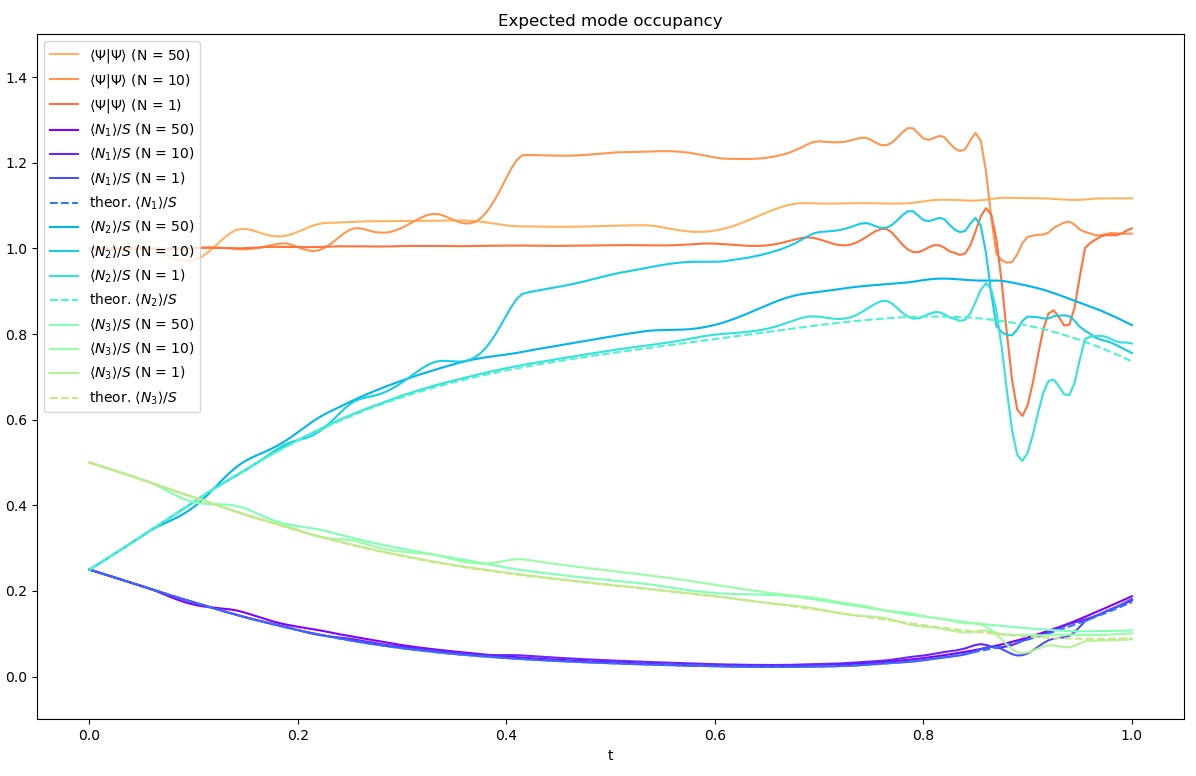 Expected mode occupancy
⟨Ψ|Ψ⟩ (N = 50)
⟨Ψ|Ψ⟩ (N = 10)
⟨Ψ|Ψ⟩ (N = 1)
⟨N₁⟩/S (N = 50)
⟨N₁⟩/S (N = 10)
⟨N₁⟩/S (N = 1)
theor. ⟨N₁⟩/S
⟨N₂⟩/S (N = 50)
⟨N₂⟩/S (N = 10)
⟨N₂⟩/S (N = 1)
theor. ⟨N₂⟩/S
⟨N₃⟩/S (N = 50)
⟨N₃⟩/S (N = 10)
⟨N₃⟩/S (N = 1)
theor. ⟨N₃⟩/S
1.4
1.2
1.0
0.8
0.6
0.4
0.2
0.0
0.0 0.2 0.4 0.6 0.8 1.0
t